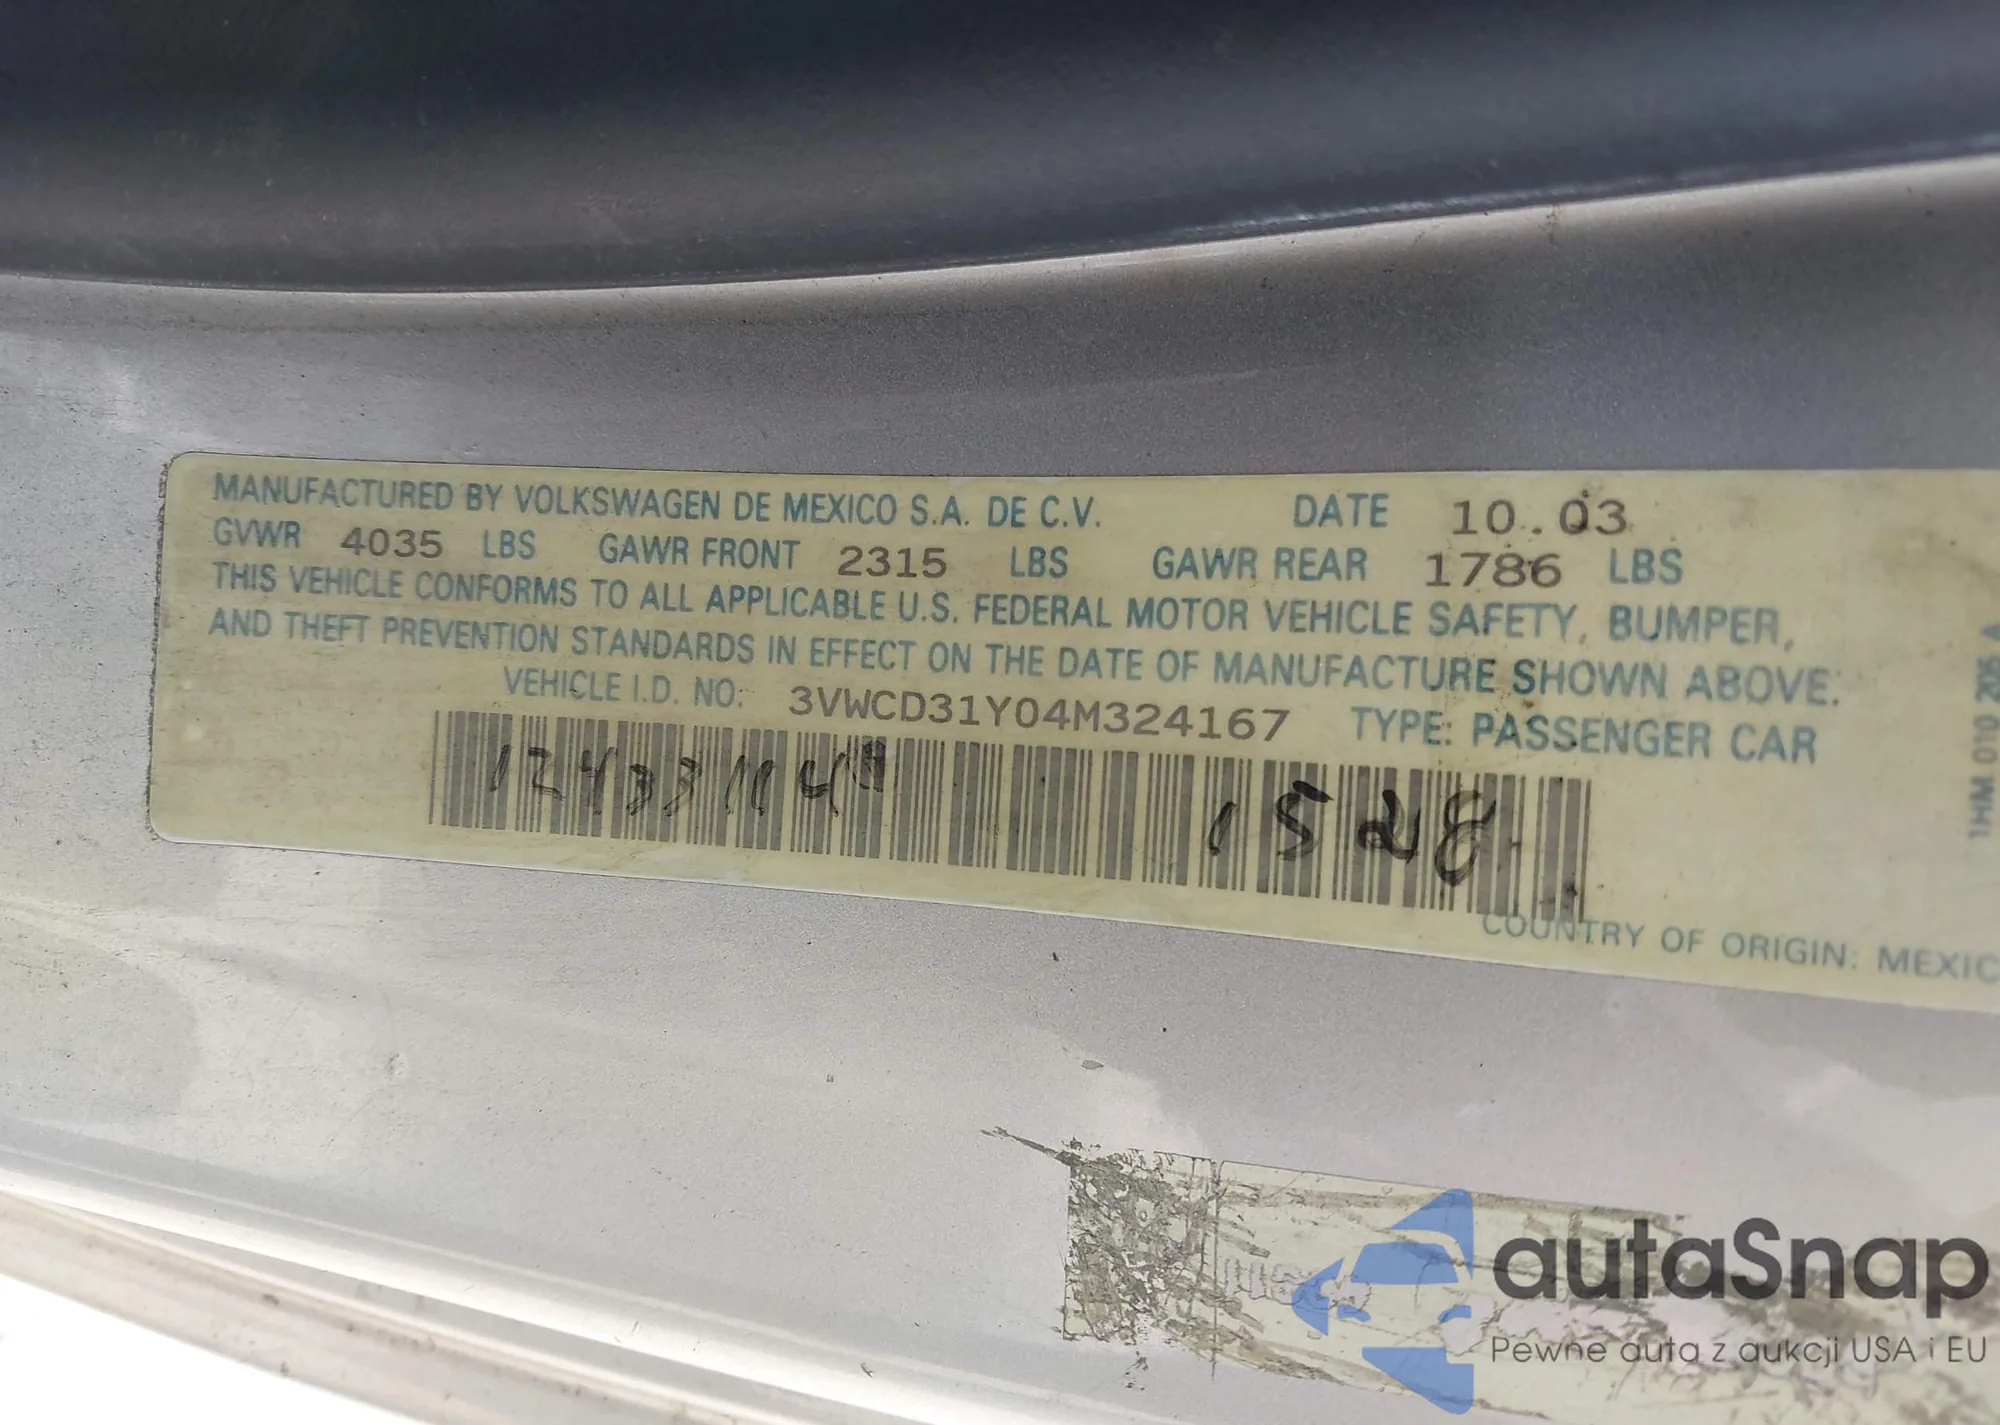 MANUFACTURED BY VOLKSWAGEN DE MEXICO S.A. DE C.V. DATE 10.03
GVWR 4035 LBS GAWR FRONT 2315 LBS GAWR REAR 1786 LBS
THIS VEHICLE CONFORMS TO ALL APPLICABLE U.S. FEDERAL MOTOR VEHICLE SAFETY, BUMPER,
AND THEFT PREVENTION STANDARDS IN EFFECT ON THE DATE OF MANUFACTURE SHOWN ABOVE.
VEHICLE I.D. NO: 3VWCD31Y04M324167 TYPE: PASSENGER CAR
1528
COUNTRY OF ORIGIN: MEXIC
1HM 010 206 A
autaSnap
Pewne auta z aukcji USA i EU